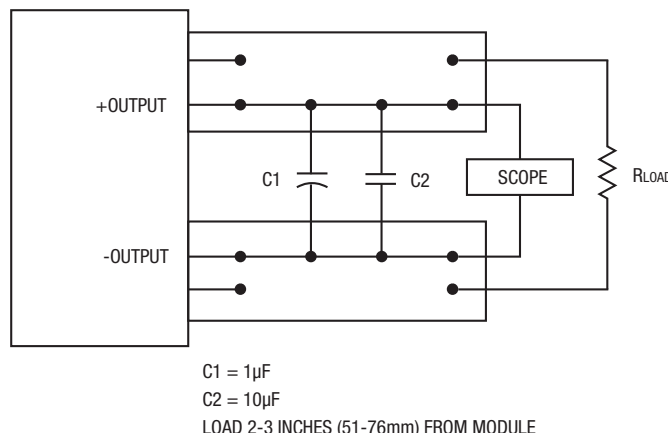 +OUTPUT
C1
C2
SCOPE
RLOAD
-OUTPUT
C1 = 1µF
C2 = 10µF
LOAD 2-3 INCHES (51-76mm) FROM MODULE